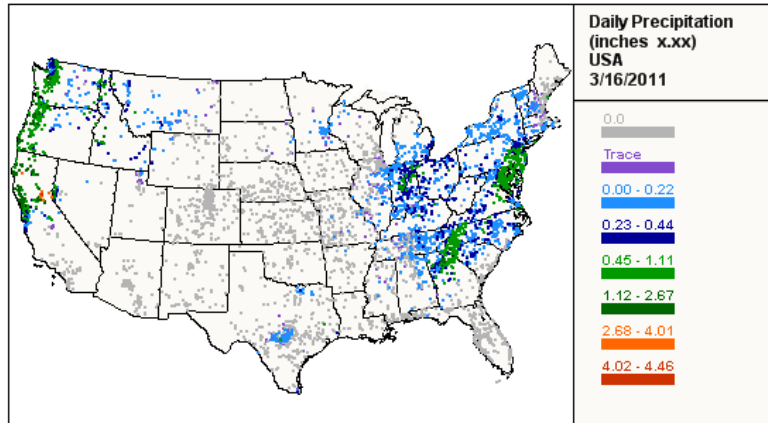 Daily Precipitation
(inches x.xx)
USA
3/16/2011
0.0
Trace
0.00 - 0.22
0.23 - 0.44
0.45 - 1.11
1.12 - 2.67
2.68 - 4.01
4.02 - 4.46